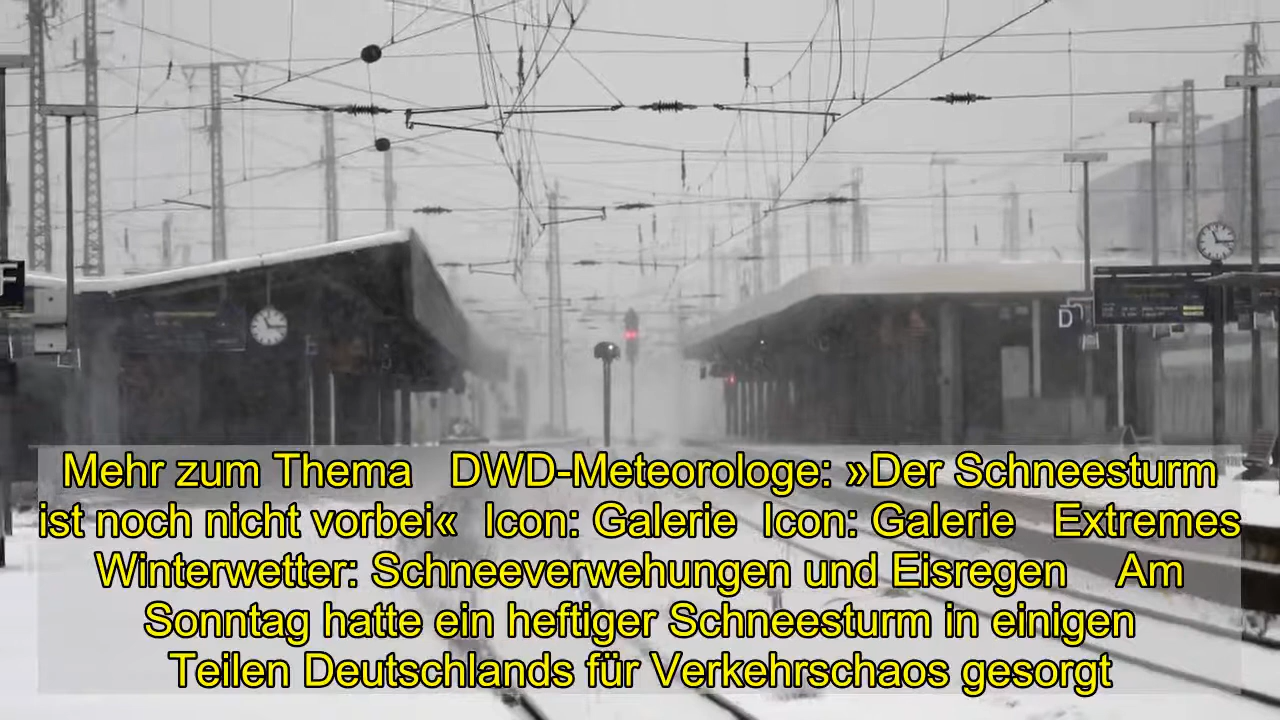 F
D
Mehr zum Thema DWD-Meteorologe: »Der Schneesturm
ist noch nicht vorbei« Icon: Galerie Icon: Galerie Extremes
Winterwetter: Schneeverwehungen und Eisregen Am
Sonntag hatte ein heftiger Schneesturm in einigen
Teilen Deutschlands für Verkehrschaos gesorgt